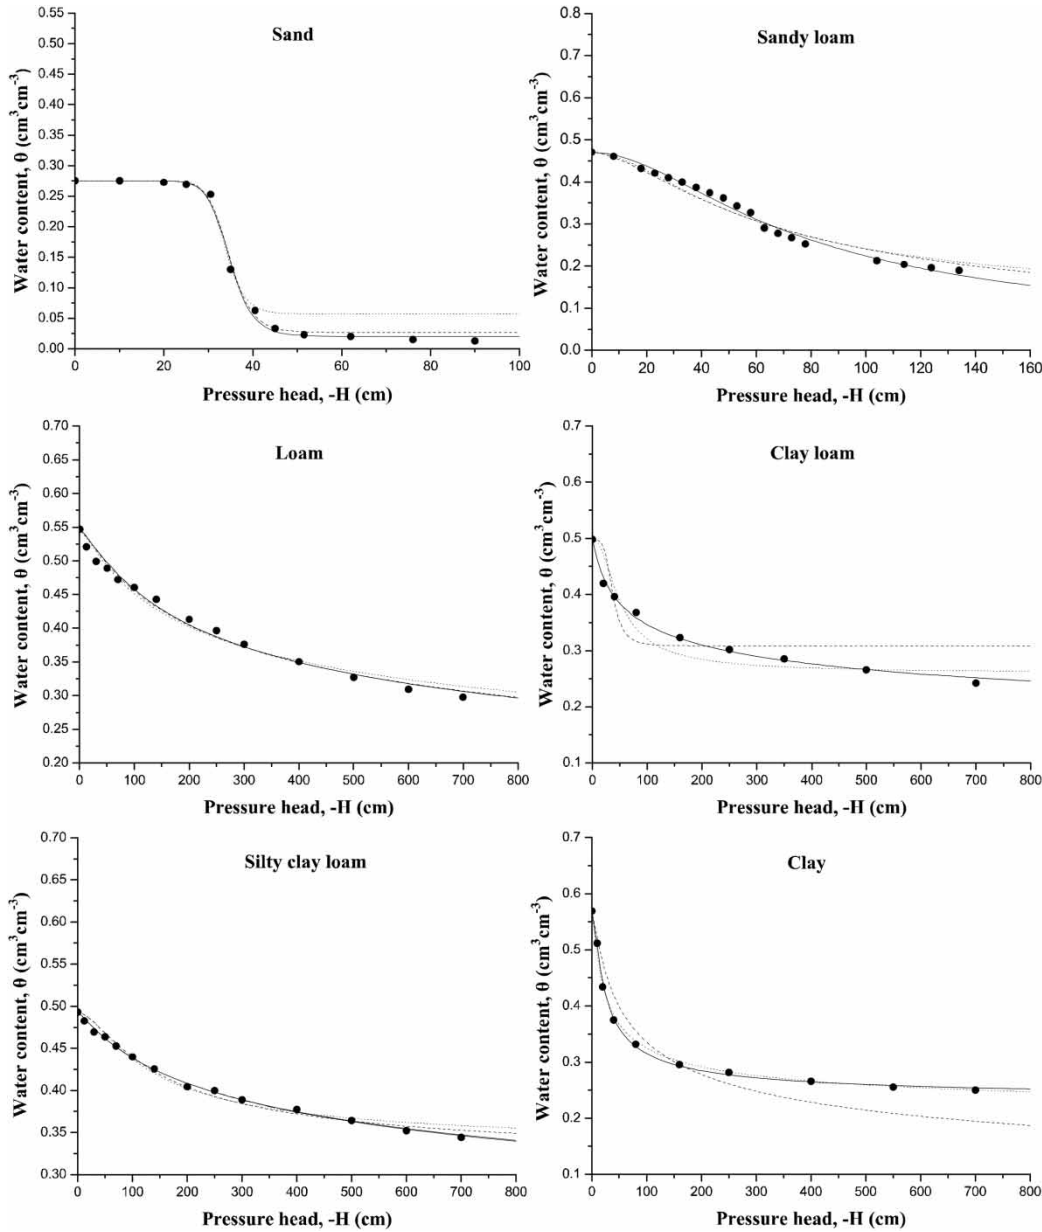 Sand
Water content, θ (cm³cm⁻³)
0.55
0.50
0.45
0.40
0.35
0.30
0.25
0.20
0.15
0.10
0.05
0.00
0 20 40 60 80 100
Pressure head, -H (cm)
Sandy loam
Water content, θ (cm³cm⁻³)
0.8
0.7
0.6
0.5
0.4
0.3
0.2
0.1
0.0
0 20 40 60 80 100 120 140 160
Pressure head, -H (cm)
Loam
Water content, θ (cm³cm⁻³)
0.70
0.65
0.60
0.55
0.50
0.45
0.40
0.35
0.30
0.25
0.20
0 100 200 300 400 500 600 700 800
Pressure head, -H (cm)
Clay loam
Water content, θ (cm³cm⁻³)
0.7
0.6
0.5
0.4
0.3
0.2
0.1
0 100 200 300 400 500 600 700 800
Pressure head, -H (cm)
Silty clay loam
Water content, θ (cm³cm⁻³)
0.70
0.65
0.60
0.55
0.50
0.45
0.40
0.35
0.30
0 100 200 300 400 500 600 700 800
Pressure head, -H (cm)
Clay
Water content, θ (cm³cm⁻³)
0.7
0.6
0.5
0.4
0.3
0.2
0.1
0 100 200 300 400 500 600 700 800
Pressure head, -H (cm)